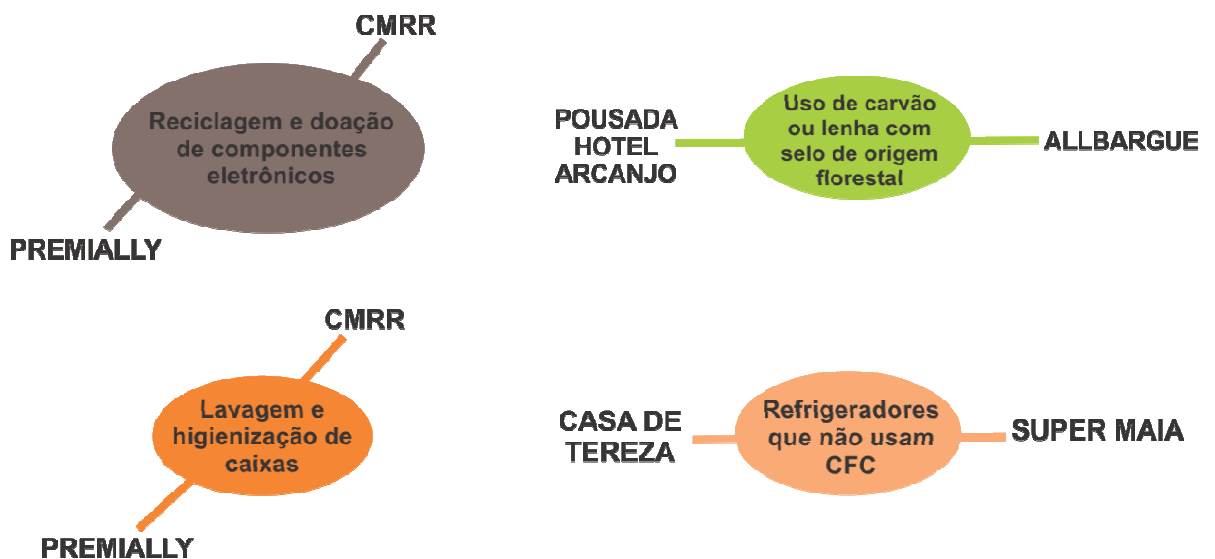 CMRR
Reciclagem e doação
de componentes
eletrônicos
PREMIALLY
POUSADA
HOTEL
ARCANJO
Uso de carvão
ou lenha com
selo de origem
florestal
ALLBARGUE
CMRR
Lavagem e
higienização de
caixas
PREMIALLY
CASA DE
TEREZA
Refrigeradores
que não usam
CFC
SUPER MAIA